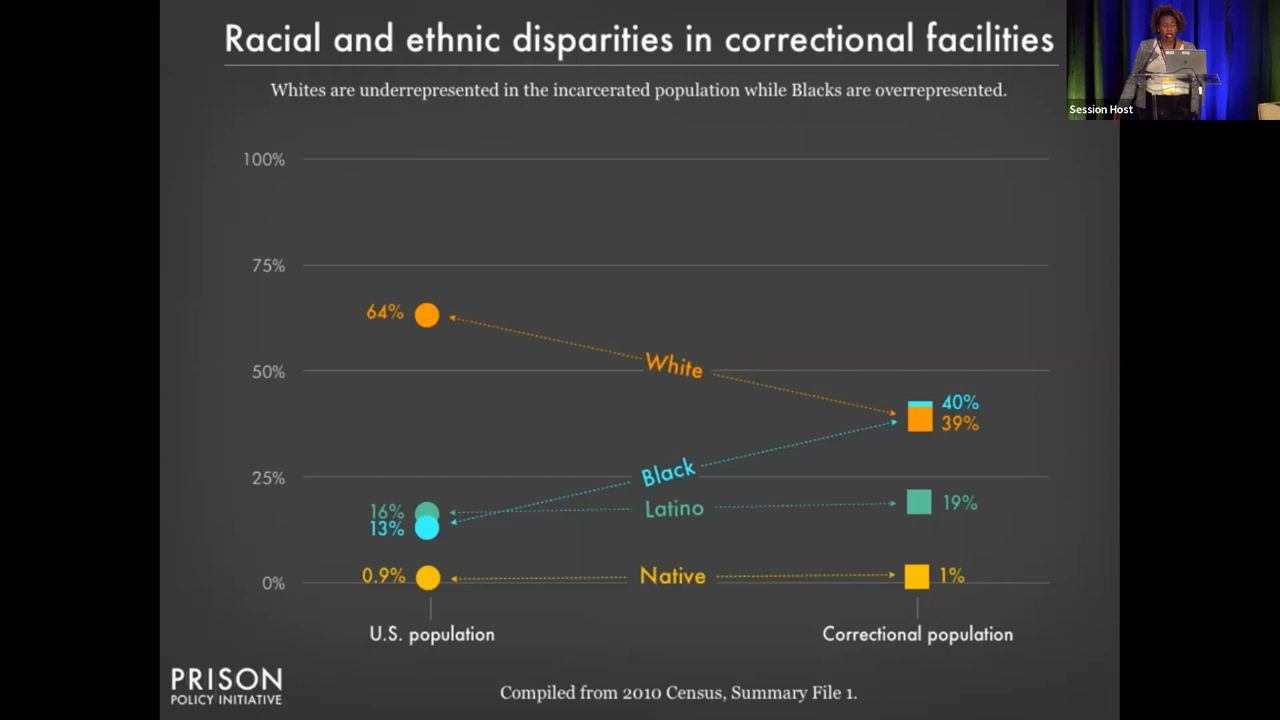 Racial and ethnic disparities in correctional facilities
Whites are underrepresented in the incarcerated population while Blacks are overrepresented.
Session Host
100%
75%
64%
White
50%
40%
39%
Black
25%
Latino
16%
13%
19%
0.9%
Native
1%
0%
U.S. population
Correctional population
PRISON
POLICY INITIATIVE
Compiled from 2010 Census, Summary File 1.